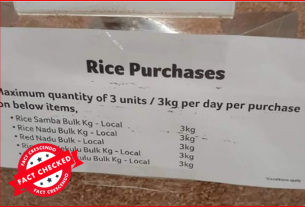 Rice Purchases
Maximum quantity of 3 units / 3kg per day per purchase
on below items,
• Rice Samba Bulk Kg - Local 3kg
• Rice Nadu Bulk Kg - Local 3kg
• Red Nadu Bulk - Local 3kg
Bulk Kg - Local 3kg
Bulk Kg - Local 3kg
FACT CRESCENDO
FACT CHECKED
FACT CRESCENDO